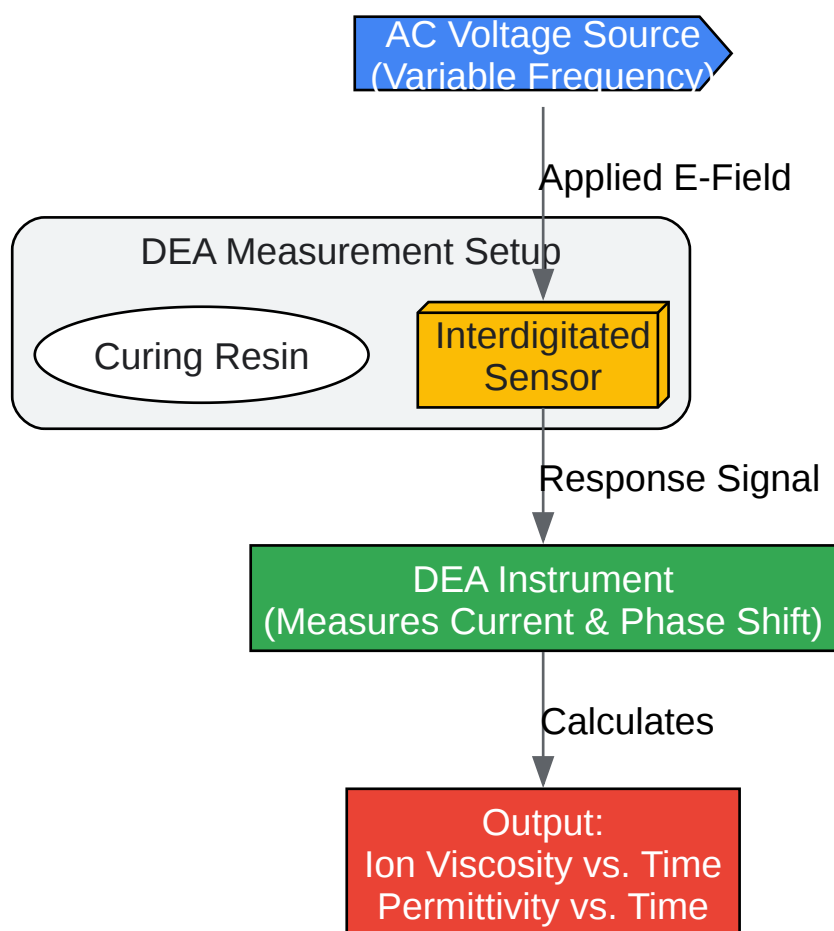 AC Voltage Source
(Variable Frequency)
Applied E-Field
DEA Measurement Setup
Curing Resin
Interdigitated
Sensor
Response Signal
DEA Instrument
(Measures Current & Phase Shift)
Calculates
Output:
Ion Viscosity vs. Time
Permittivity vs. Time